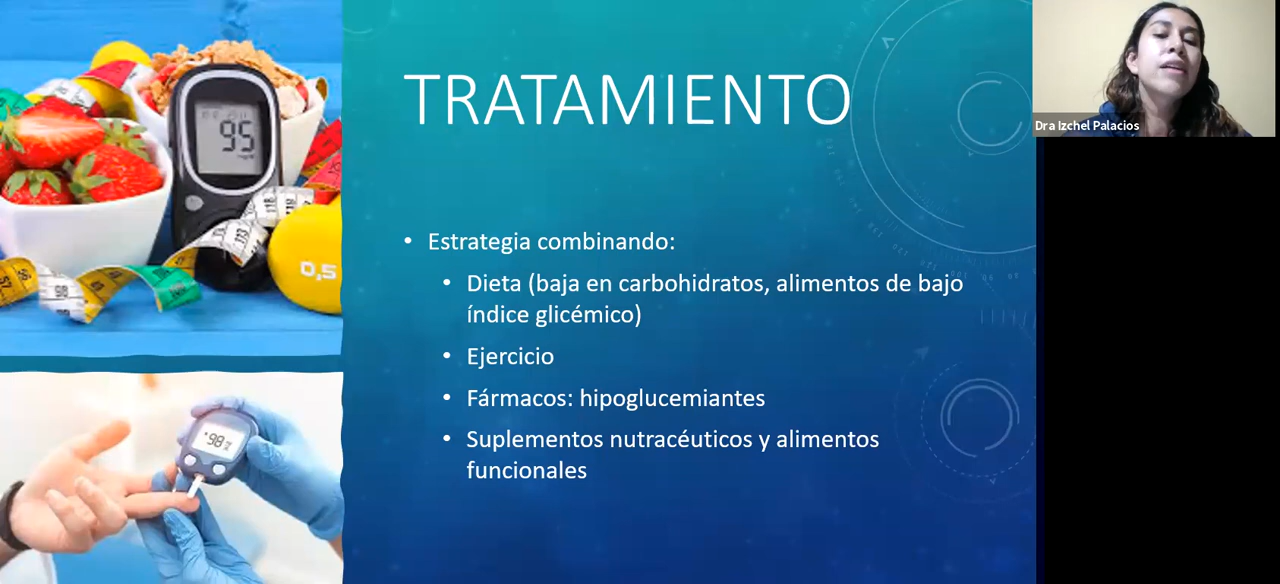 TRATAMIENTO
Dra Izchel Palacios
95
• Estrategia combinando:
• Dieta (baja en carbohidratos, alimentos de bajo
índice glicémico)
• Ejercicio
• Fármacos: hipoglucemiantes
• Suplementos nutracéuticos y alimentos
funcionales
0,5
98
98